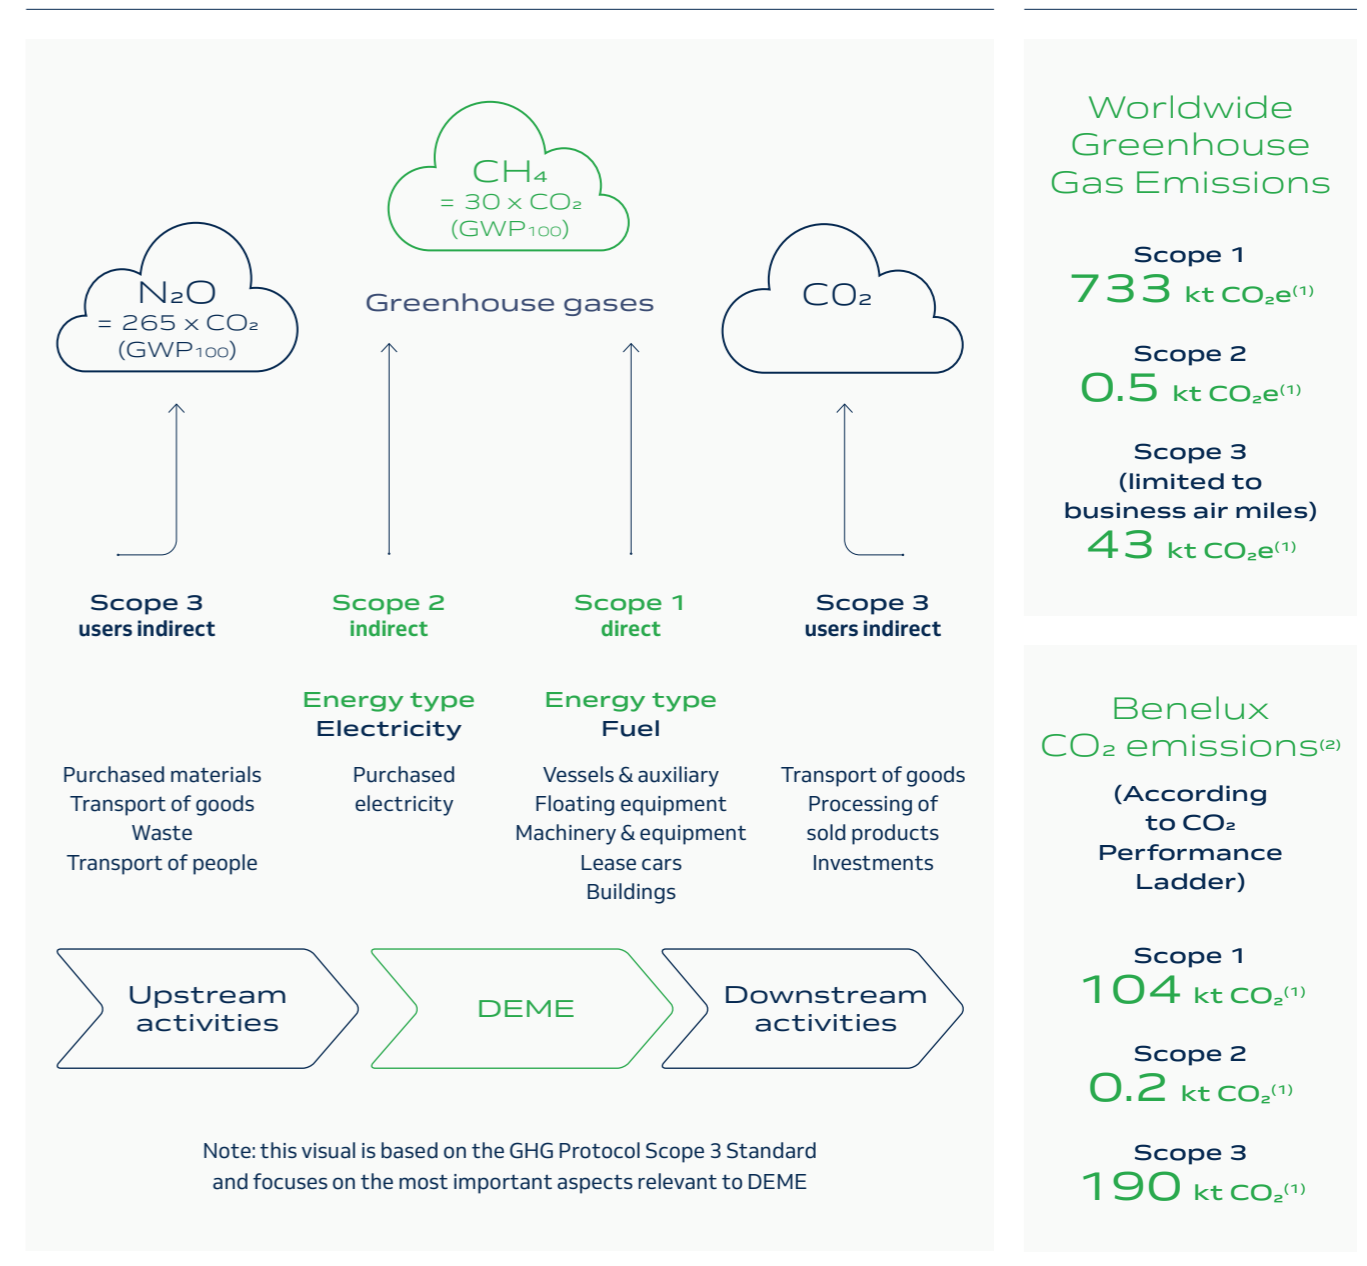 CH₄
= 30 x CO₂
(GWP₁₀₀)
N₂O
= 265 x CO₂
(GWP₁₀₀)
Greenhouse gases
CO₂
Scope 3
users indirect
Scope 2
indirect
Scope 1
direct
Scope 3
users indirect
Energy type
Electricity
Energy type
Fuel
Purchased materials
Transport of goods
Waste
Transport of people
Purchased
electricity
Vessels & auxiliary
Floating equipment
Machinery & equipment
Lease cars
Buildings
Transport of goods
Processing of
sold products
Investments
Upstream
activities
DEME
Downstream
activities
Note: this visual is based on the GHG Protocol Scope 3 Standard
and focuses on the most important aspects relevant to DEME
Worldwide
Greenhouse
Gas Emissions
Scope 1
733 kt CO₂e⁽¹⁾
Scope 2
0.5 kt CO₂e⁽¹⁾
Scope 3
(limited to
business air miles)
43 kt CO₂e⁽¹⁾
Benelux
CO₂ emissions⁽²⁾
(According
to CO₂
Performance
Ladder)
Scope 1
104 kt CO₂⁽¹⁾
Scope 2
0.2 kt CO₂⁽¹⁾
Scope 3
190 kt CO₂⁽¹⁾